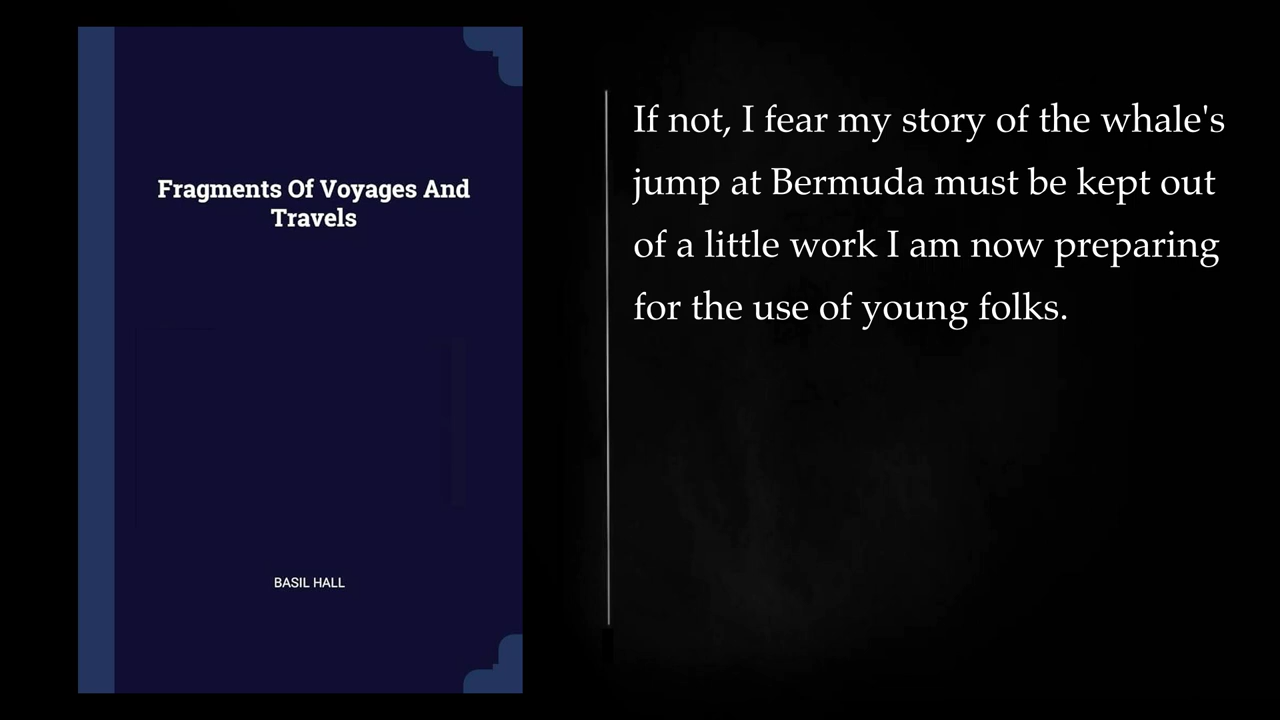 Fragments Of Voyages And
Travels
BASIL HALL
If not, I fear my story of the whale's
jump at Bermuda must be kept out
of a little work I am now preparing
for the use of young folks.